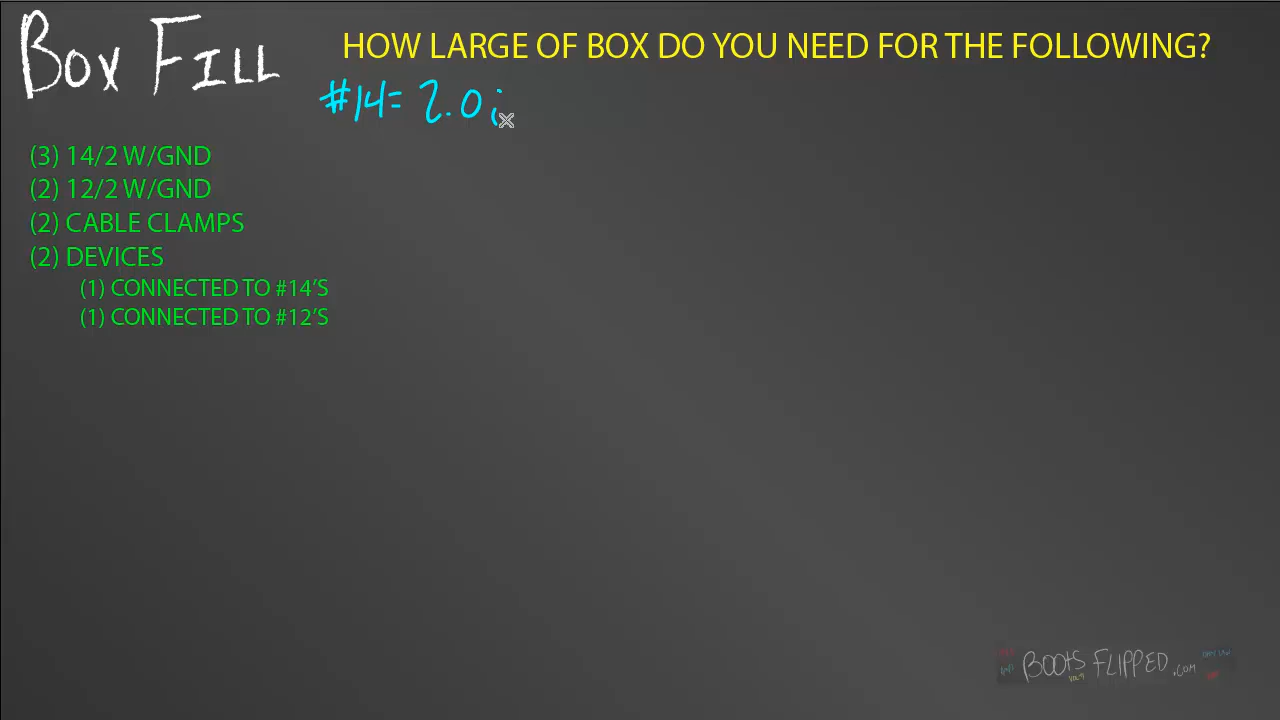 BOX FILL
HOW LARGE OF BOX DO YOU NEED FOR THE FOLLOWING?
#14= 2.0 i
(3) 14/2 W/GND
(2) 12/2 W/GND
(2) CABLE CLAMPS
(2) DEVICES
(1) CONNECTED TO #14'S
(1) CONNECTED TO #12'S
BOOTS FLIPPED.COM